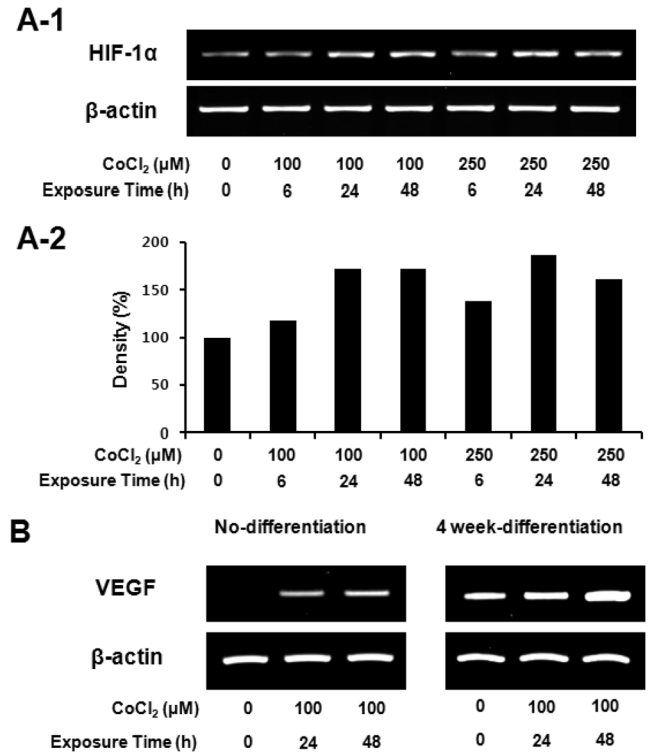 A-1
HIF-1α
β-actin
CoCl2 (μM) 0 100 100 100 250 250 250
Exposure Time (h) 0 6 24 48 6 24 48
A-2
Density (%)
200
150
100
50
0
CoCl2 (μM) 0 100 100 100 250 250 250
Exposure Time (h) 0 6 24 48 6 24 48
B
No-differentiation 4 week-differentiation
VEGF
β-actin
CoCl2 (μM) 0 100 100 0 100 100
Exposure Time (h) 0 24 48 0 24 48